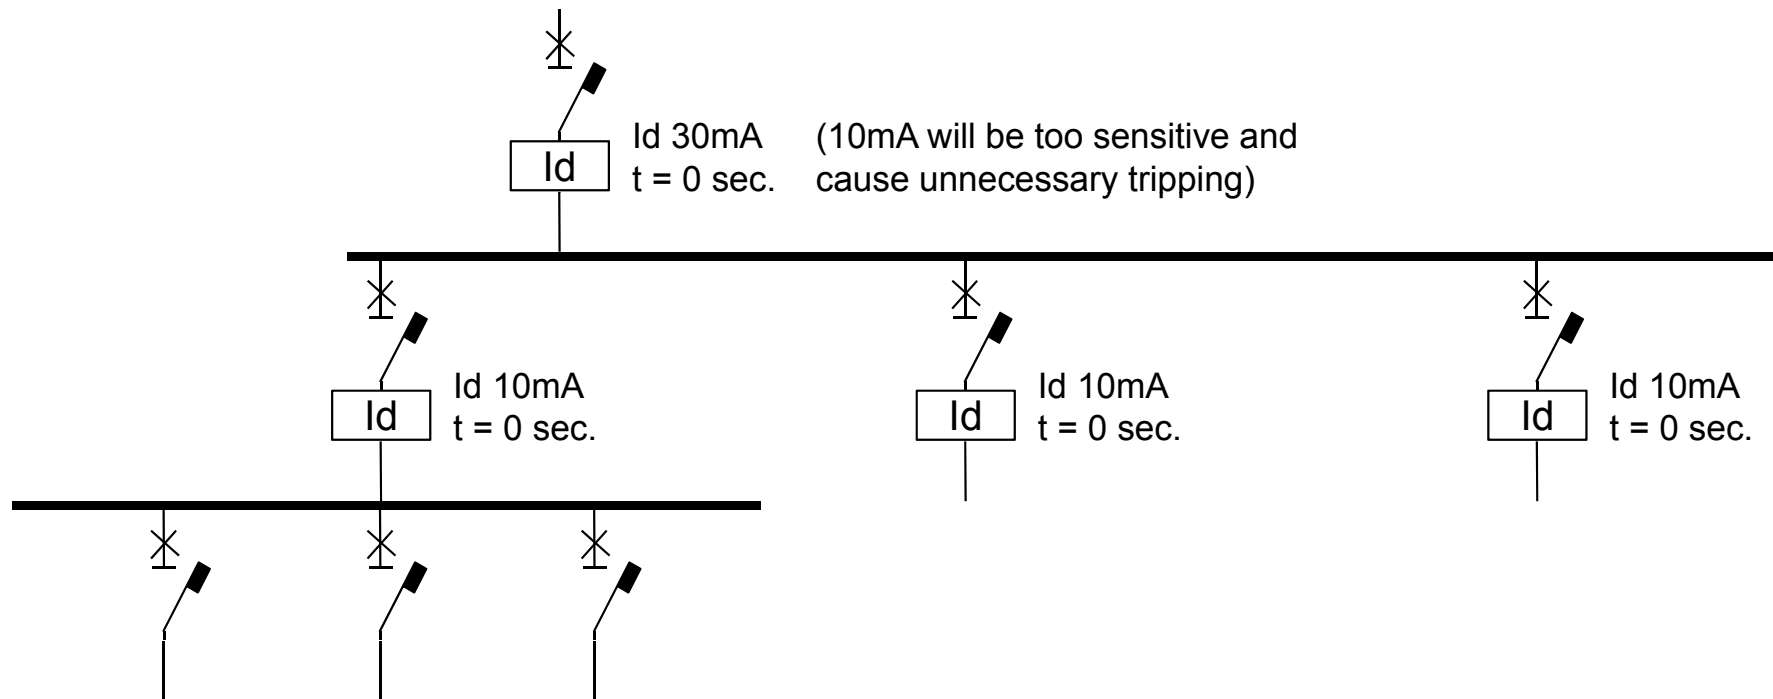 Id 30mA (10mA will be too sensitive and
Id
t = 0 sec. cause unnecessary tripping)
Id 10mA
Id
t = 0 sec.
Id 10mA
Id
t = 0 sec.
Id 10mA
Id
t = 0 sec.